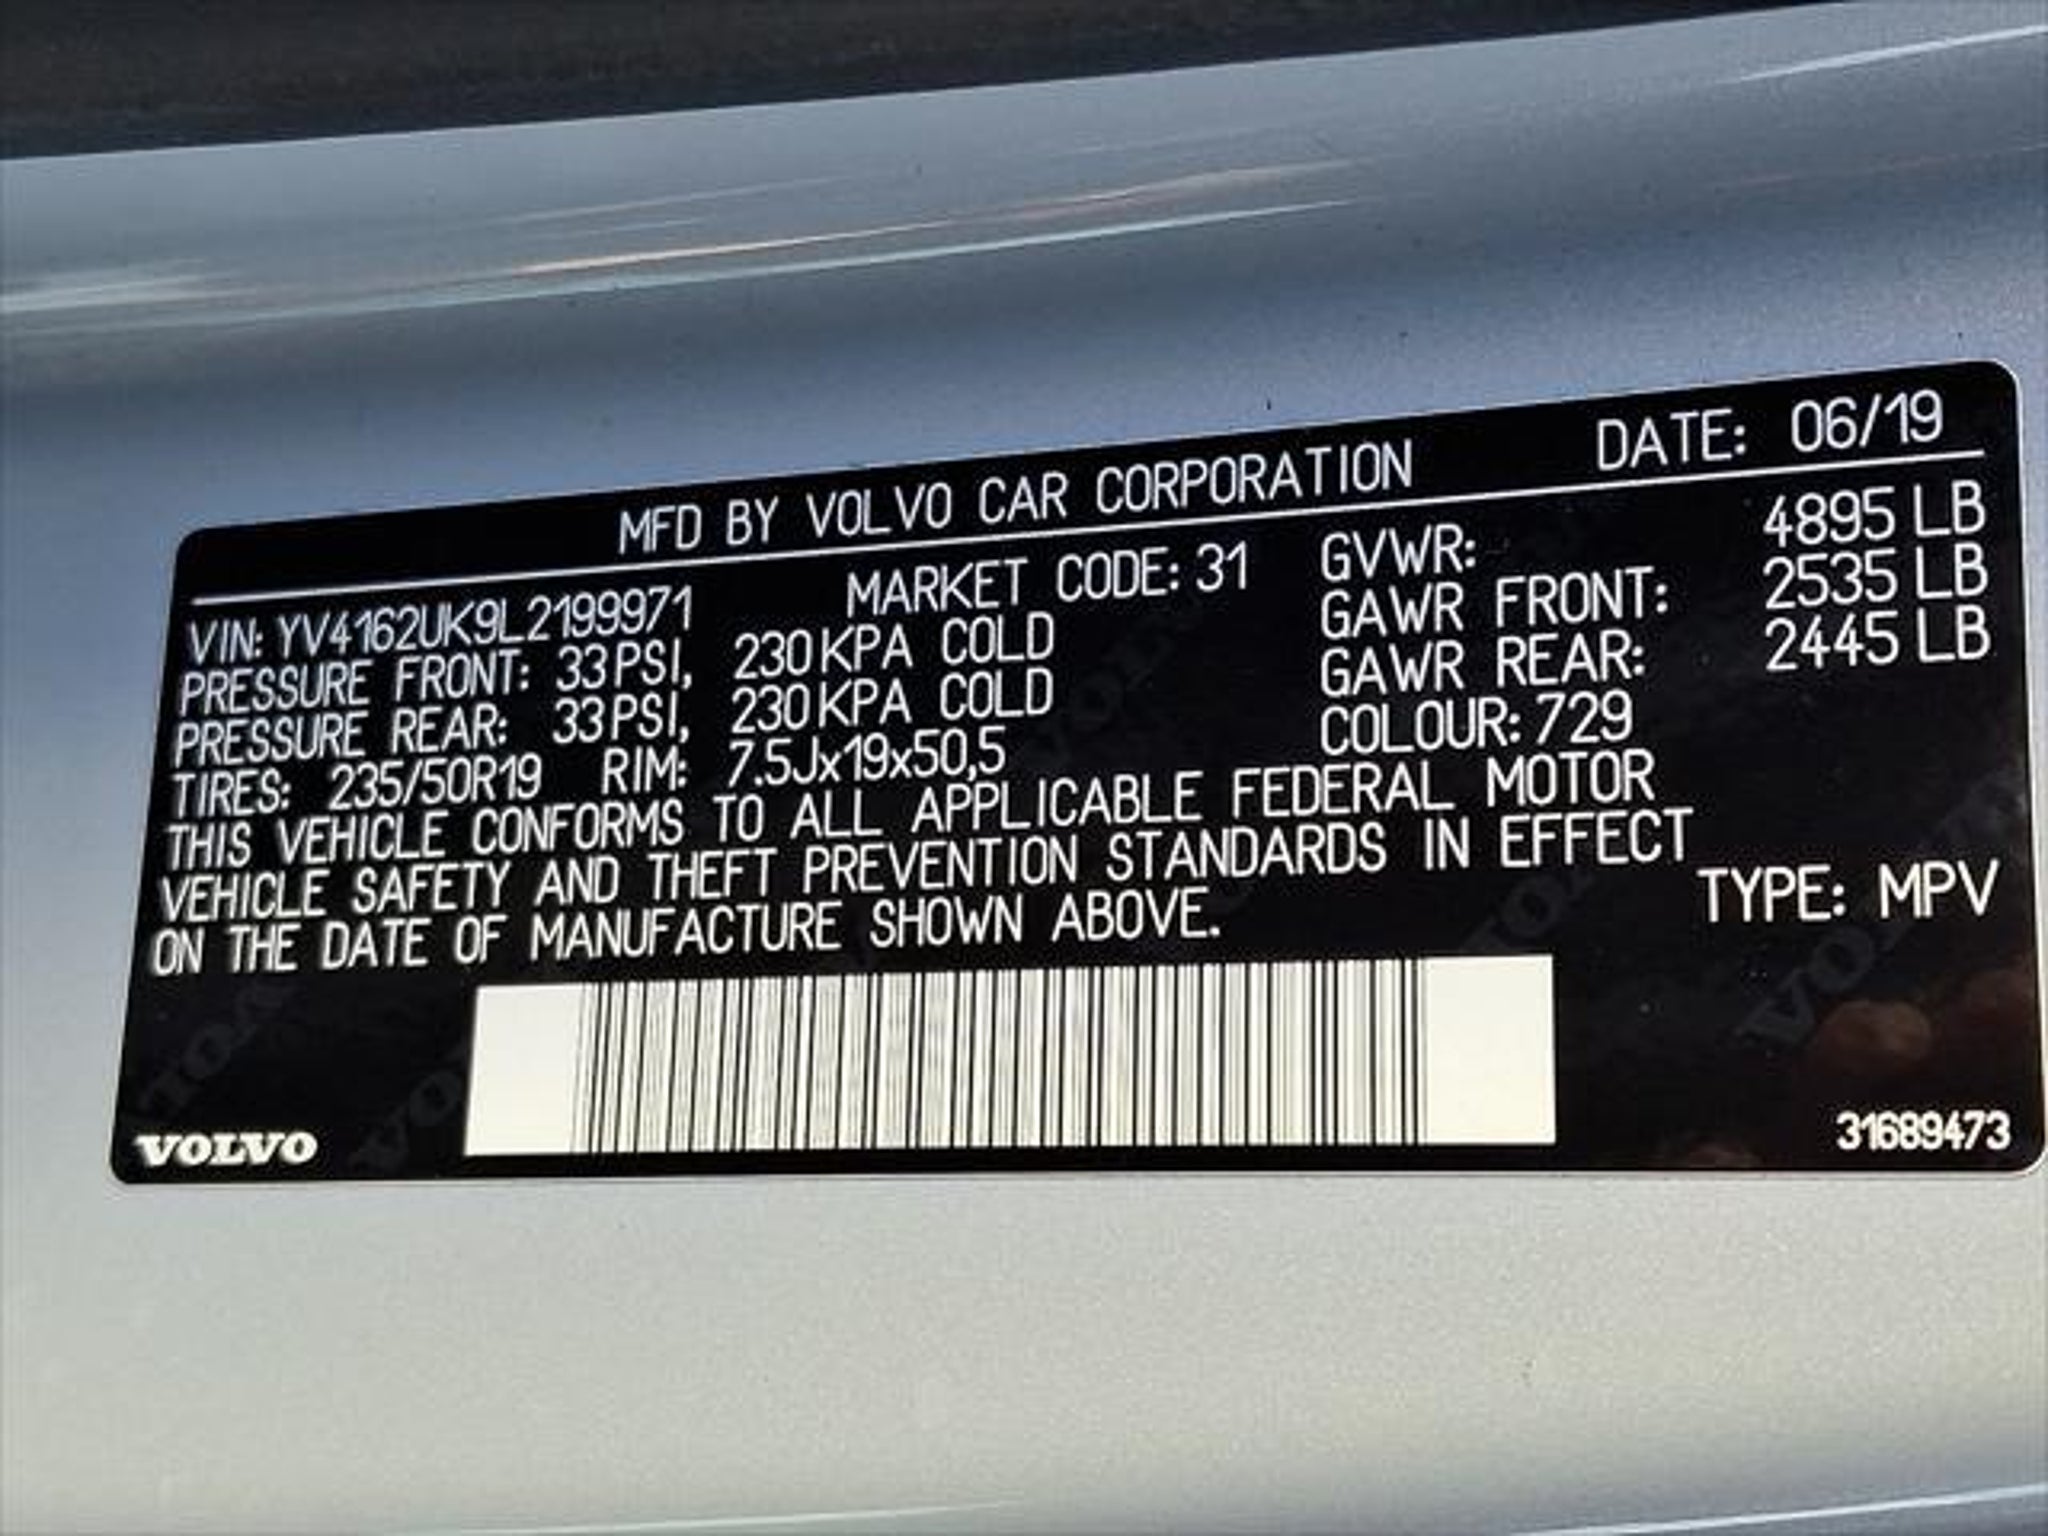 MFD BY VOLVO CAR CORPORATION DATE: 06/19
VIN: YV4162UK9L2199971 MARKET CODE: 31 GVWR: 4895 LB
PRESSURE FRONT: 33 PSI, 230 KPA COLD GAWR FRONT: 2535 LB
PRESSURE REAR: 33 PSI, 230 KPA COLD GAWR REAR: 2445 LB
TIRES: 235/50R19 RIM: 7.5Jx19x50,5 COLOUR: 729
THIS VEHICLE CONFORMS TO ALL APPLICABLE FEDERAL MOTOR
VEHICLE SAFETY AND THEFT PREVENTION STANDARDS IN EFFECT
ON THE DATE OF MANUFACTURE SHOWN ABOVE. TYPE: MPV
VOLVO 31689473